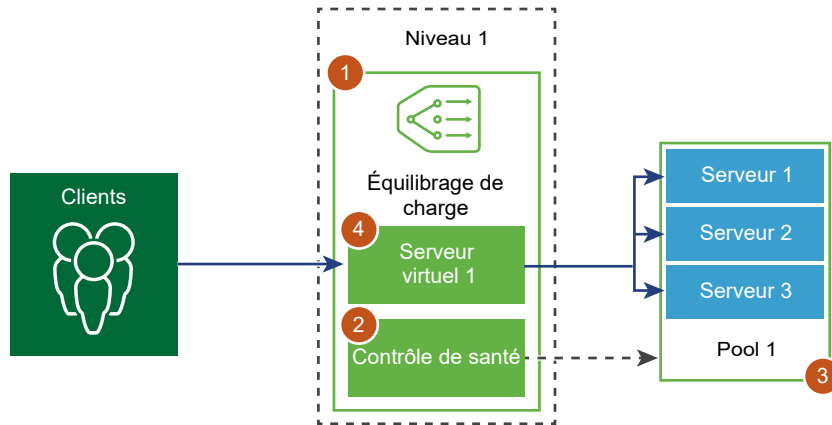 Niveau 1
1
Équilibrage de
charge
Clients
4
Serveur
virtuel 1
2
Contrôle de santé
Serveur 1
Serveur 2
Serveur 3
Pool 1
3